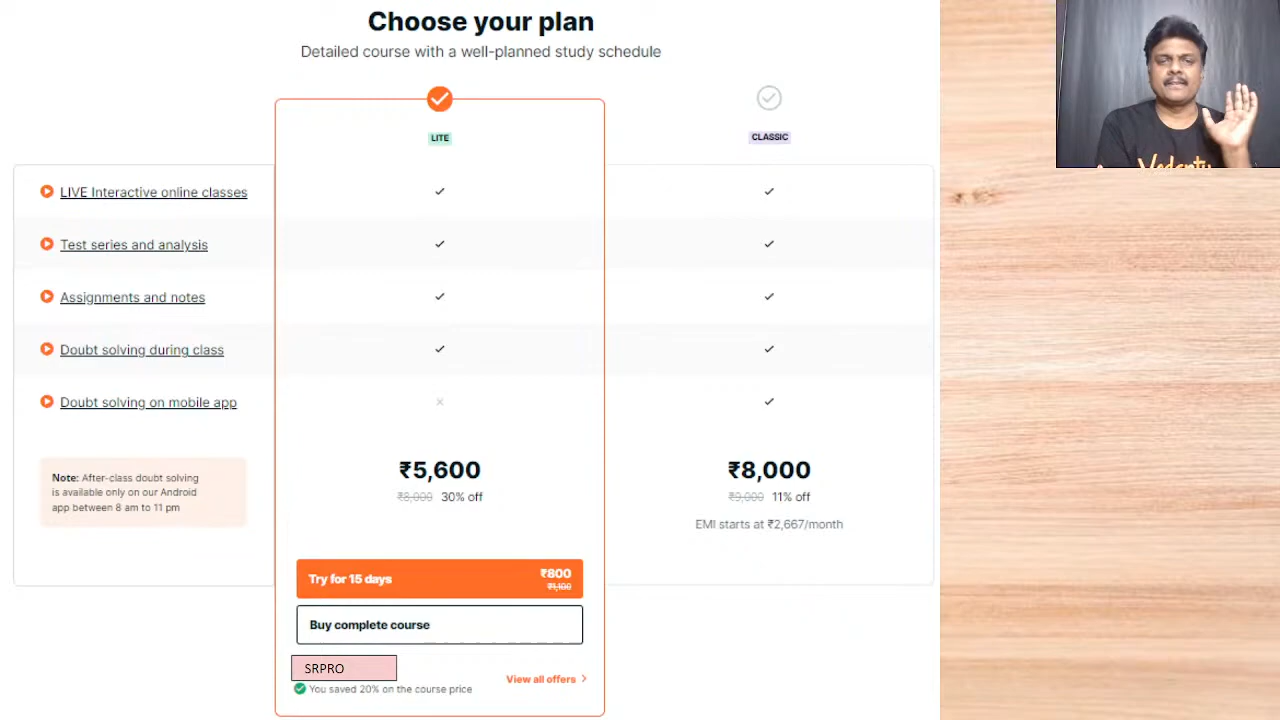 Choose your plan
Detailed course with a well-planned study schedule
LITE
CLASSIC
LIVE Interactive online classes
Test series and analysis
Assignments and notes
Doubt solving during class
Doubt solving on mobile app
Note: After-class doubt solving
is available only on our Android
app between 8 am to 11 pm
₹5,600
₹8,000 30% off
₹8,000
₹9,000 11% off
EMI starts at ₹2,667/month
Try for 15 days ₹800
₹1,100
Buy complete course
SRPRO
You saved 20% on the course price
View all offers
Vedantu